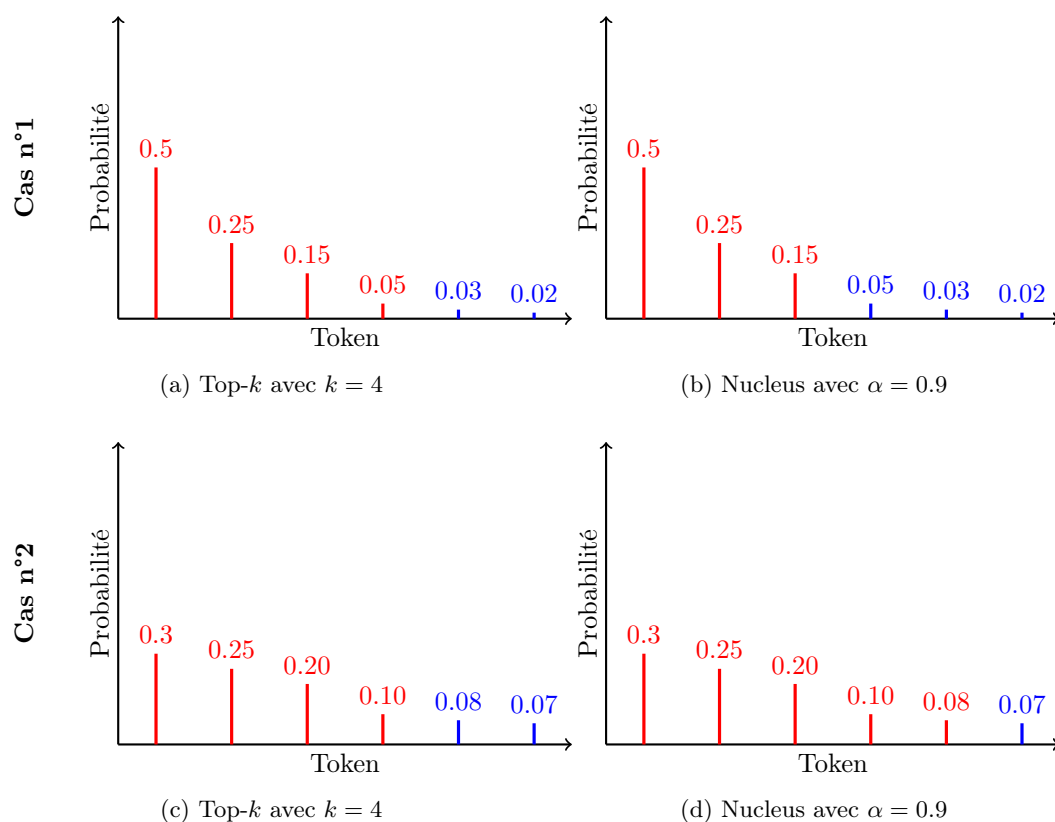 Cas n°1
Probabilité
0.5
0.25
0.15
0.05
0.03
0.02
Token
(a) Top-k avec k = 4
Probabilité
0.5
0.25
0.15
0.05
0.03
0.02
Token
(b) Nucleus avec α = 0.9
Cas n°2
Probabilité
0.3
0.25
0.20
0.10
0.08
0.07
Token
(c) Top-k avec k = 4
Probabilité
0.3
0.25
0.20
0.10
0.08
0.07
Token
(d) Nucleus avec α = 0.9